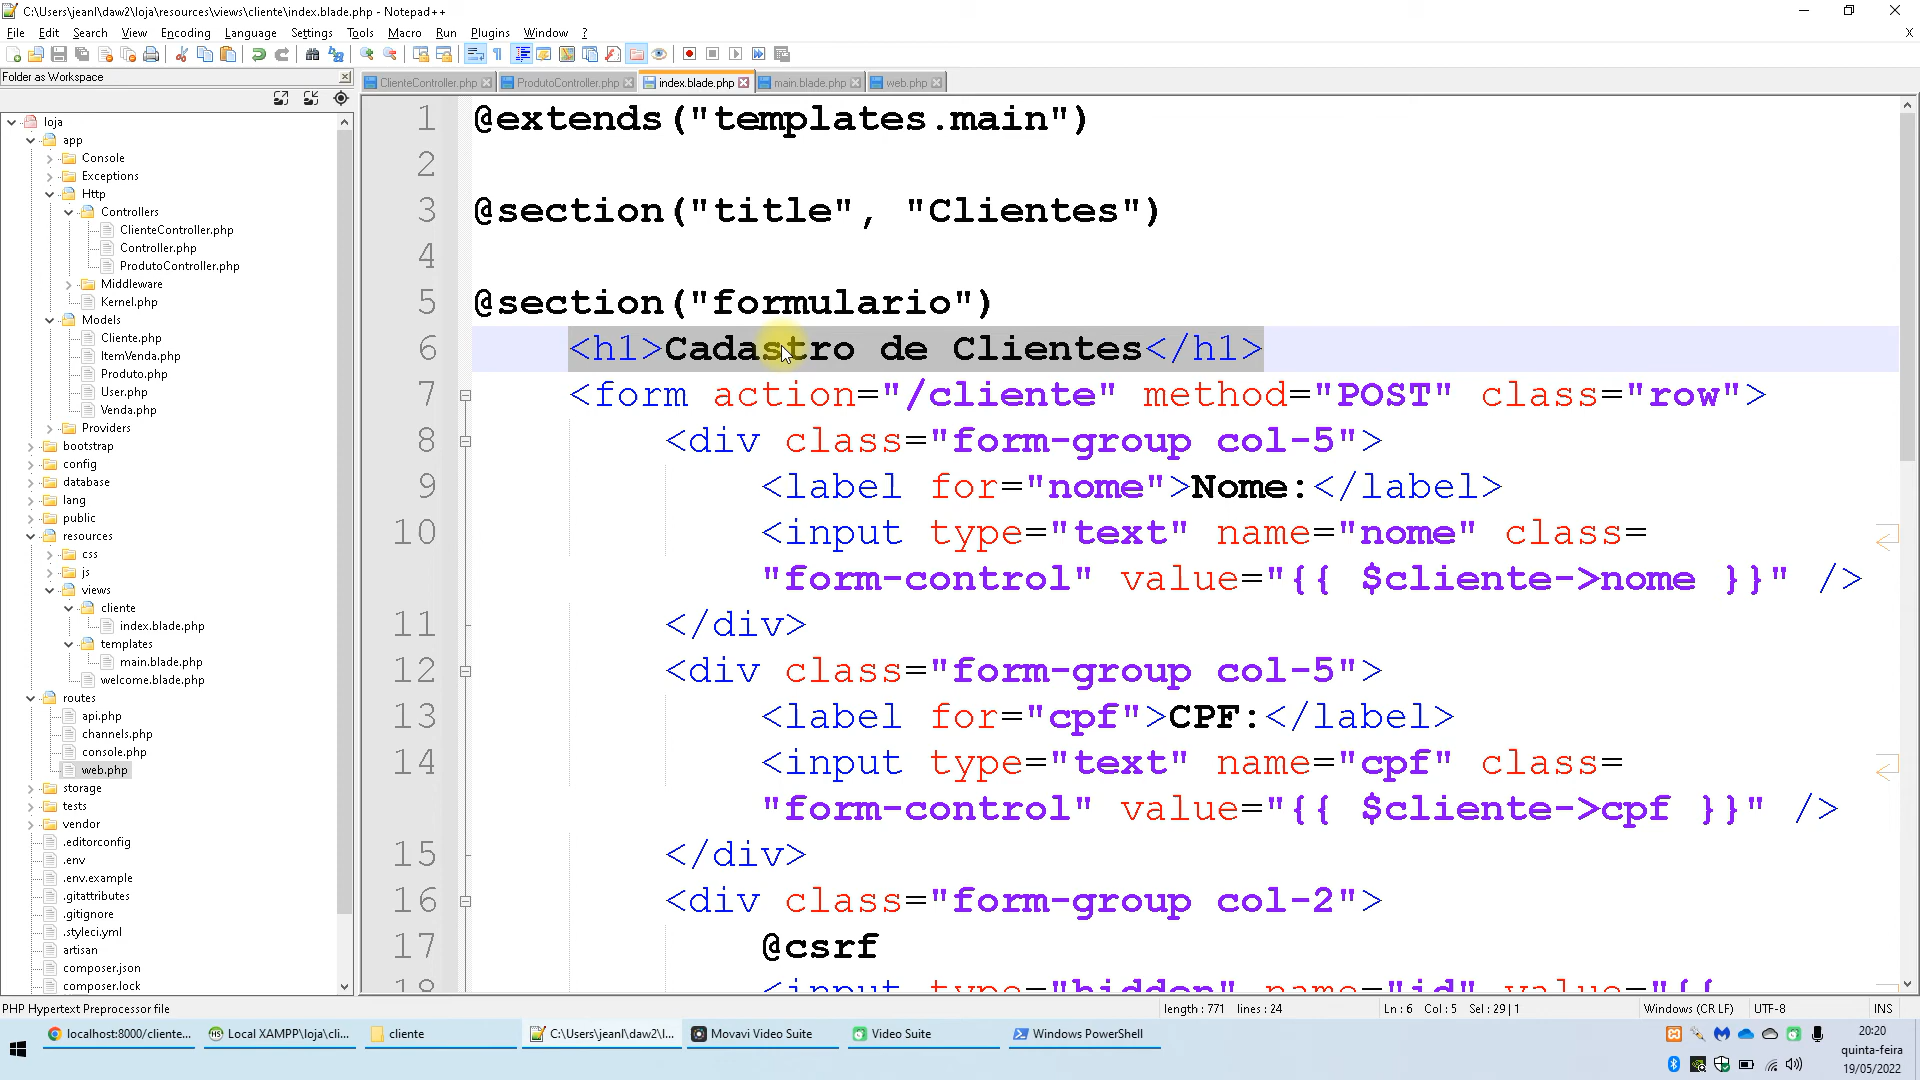 C:\Users\jeanl\daw2\loja\resources\views\cliente\index.blade.php - Notepad++
File Edit Search View Encoding Language Settings Tools Macro Run Plugins Window ? X
Folder as Workspace
ClienteController.php ProdutoController.php index.blade.php main.blade.php web.php
loja
app
Console
Exceptions
Http
Controllers
ClienteController.php
Controller.php
ProdutoController.php
Middleware
Kernel.php
Models
Cliente.php
ItemVenda.php
Produto.php
User.php
Venda.php
Providers
bootstrap
config
database
lang
public
resources
css
js
views
cliente
index.blade.php
templates
main.blade.php
welcome.blade.php
routes
api.php
channels.php
console.php
web.php
storage
tests
vendor
.editorconfig
.env
.env.example
.gitattributes
.gitignore
.styleci.yml
artisan
composer.json
composer.lock
1 @extends("templates.main")
2
3 @section("title", "Clientes")
4
5 @section("formulario")
6 <h1>Cadastro de Clientes</h1>
7 <form action="/cliente" method="POST" class="row">
8 <div class="form-group col-5">
9 <label for="nome">Nome:</label>
10 <input type="text" name="nome" class=
"form-control" value="{{ $cliente->nome }}" />
11 </div>
12 <div class="form-group col-5">
13 <label for="cpf">CPF:</label>
14 <input type="text" name="cpf" class=
"form-control" value="{{ $cliente->cpf }}" />
15 </div>
16 <div class="form-group col-2">
17 @csrf
18 <input type="hidden" name="id" value="{{
PHP Hypertext Preprocessor file length : 771 lines : 24 Ln : 6 Col : 5 Sel : 29 | 1 Windows (CR LF) UTF-8 INS
localhost:8000/cliente... Local XAMPP\loja\cli... cliente C:\Users\jeanl\daw2\l... Movavi Video Suite Video Suite Windows PowerShell
20:20
quinta-feira
19/05/2022